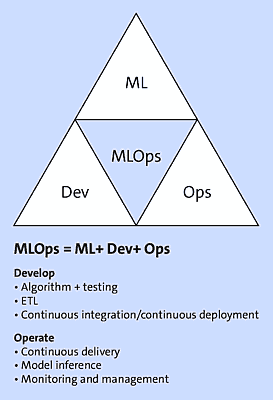 ML
MLOps
Dev
Ops
MLOps = ML+ Dev+ Ops
Develop
• Algorithm + testing
• ETL
• Continuous integration/continuous deployment
Operate
• Continuous delivery
• Model inference
• Monitoring and management